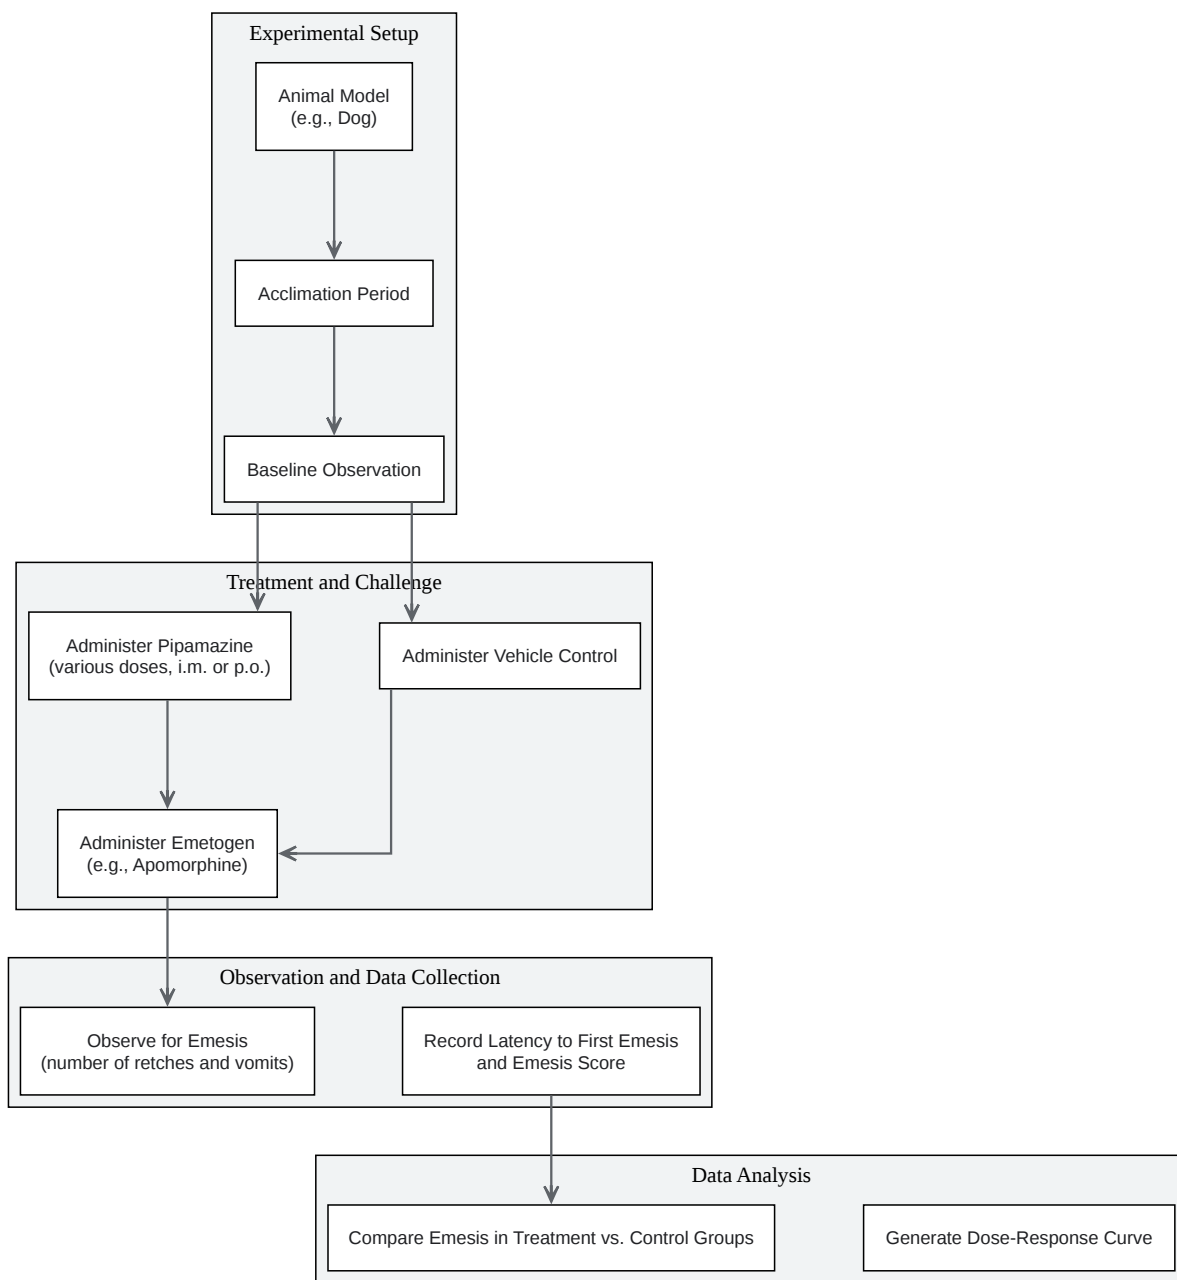 Experimental Setup
Animal Model
(e.g., Dog)
Acclimation Period
Baseline Observation
Treatment and Challenge
Administer Pipamazine
(various doses, i.m. or p.o.)
Administer Vehicle Control
Administer Emetogen
(e.g., Apomorphine)
Observation and Data Collection
Observe for Emesis
(number of retches and vomits)
Record Latency to First Emesis
and Emesis Score
Data Analysis
Compare Emesis in Treatment vs. Control Groups
Generate Dose-Response Curve